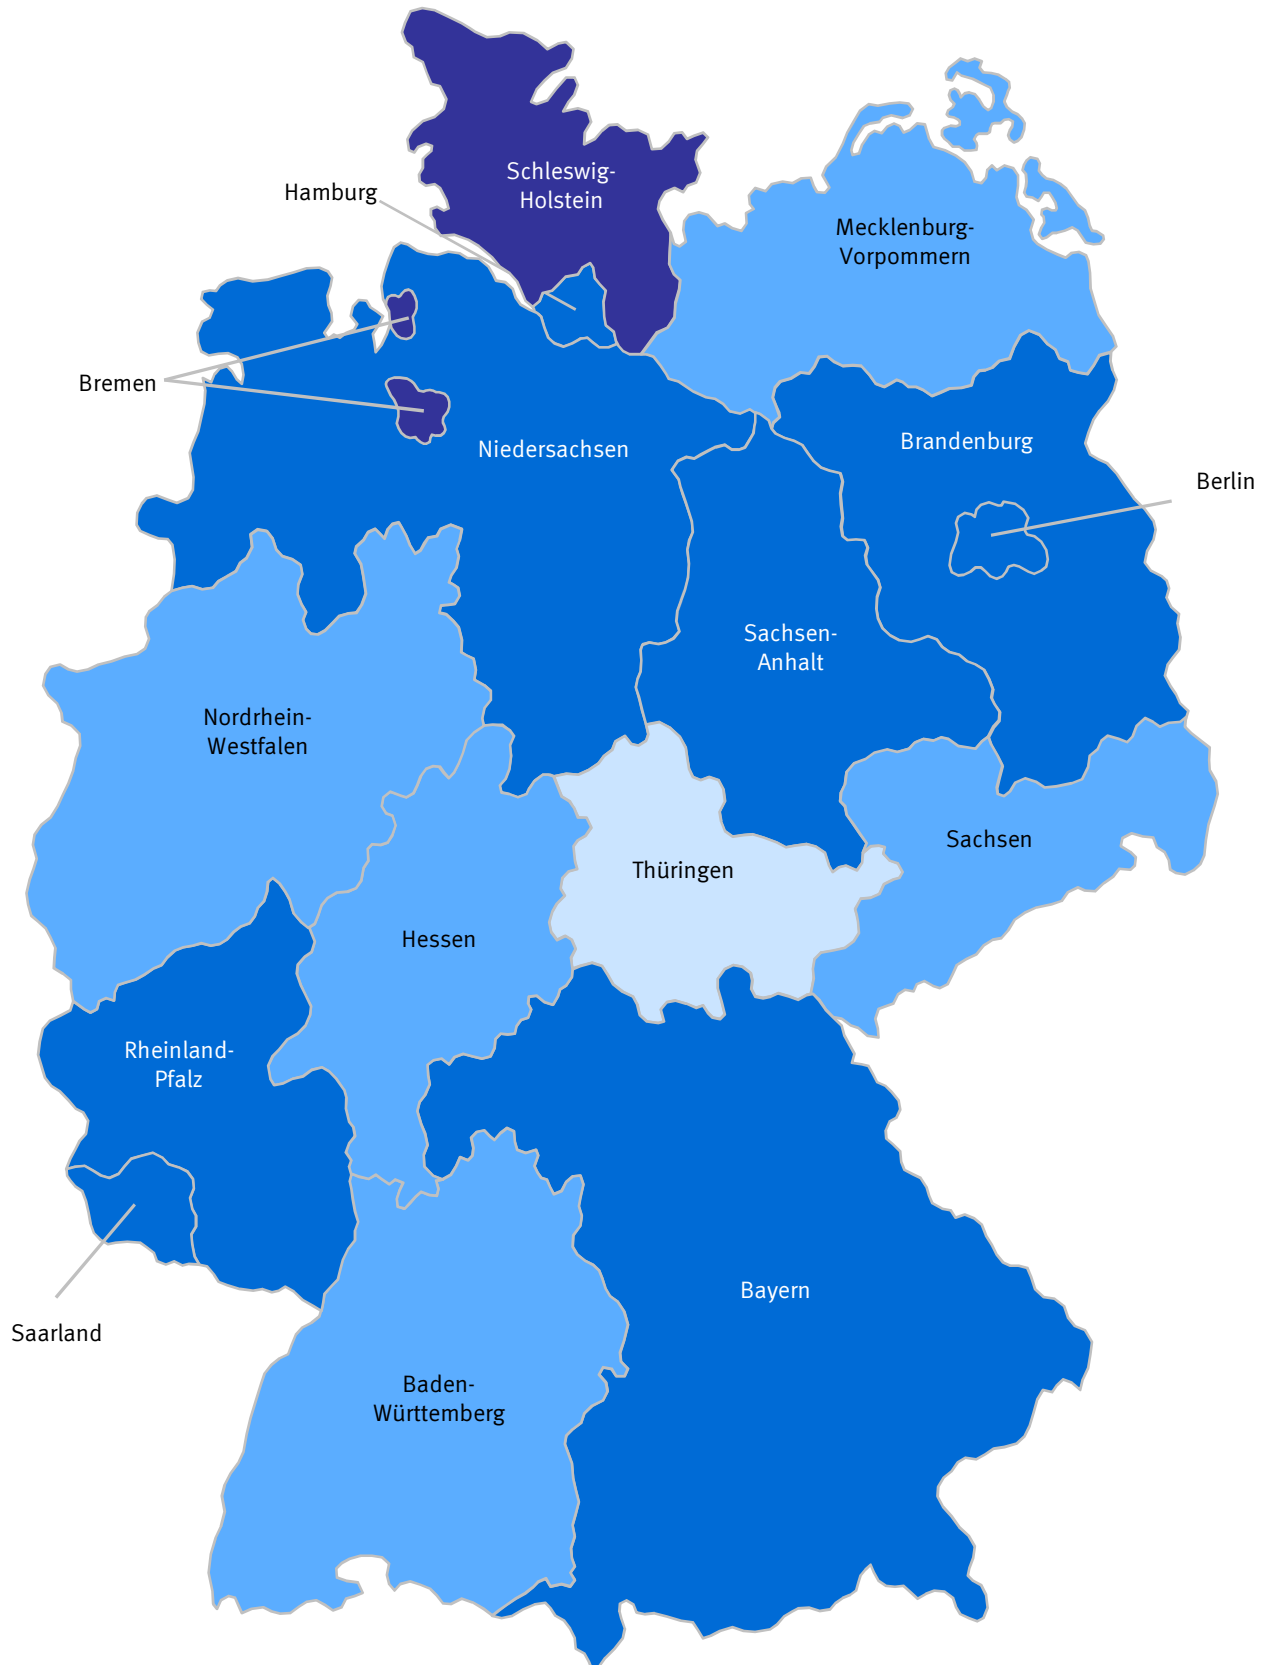 Schleswig-
Holstein
Hamburg
Mecklenburg-
Vorpommern
Bremen
Niedersachsen
Brandenburg
Berlin
Sachsen-
Anhalt
Nordrhein-
Westfalen
Sachsen
Thüringen
Hessen
Rheinland-
Pfalz
Bayern
Saarland
Baden-
Württemberg